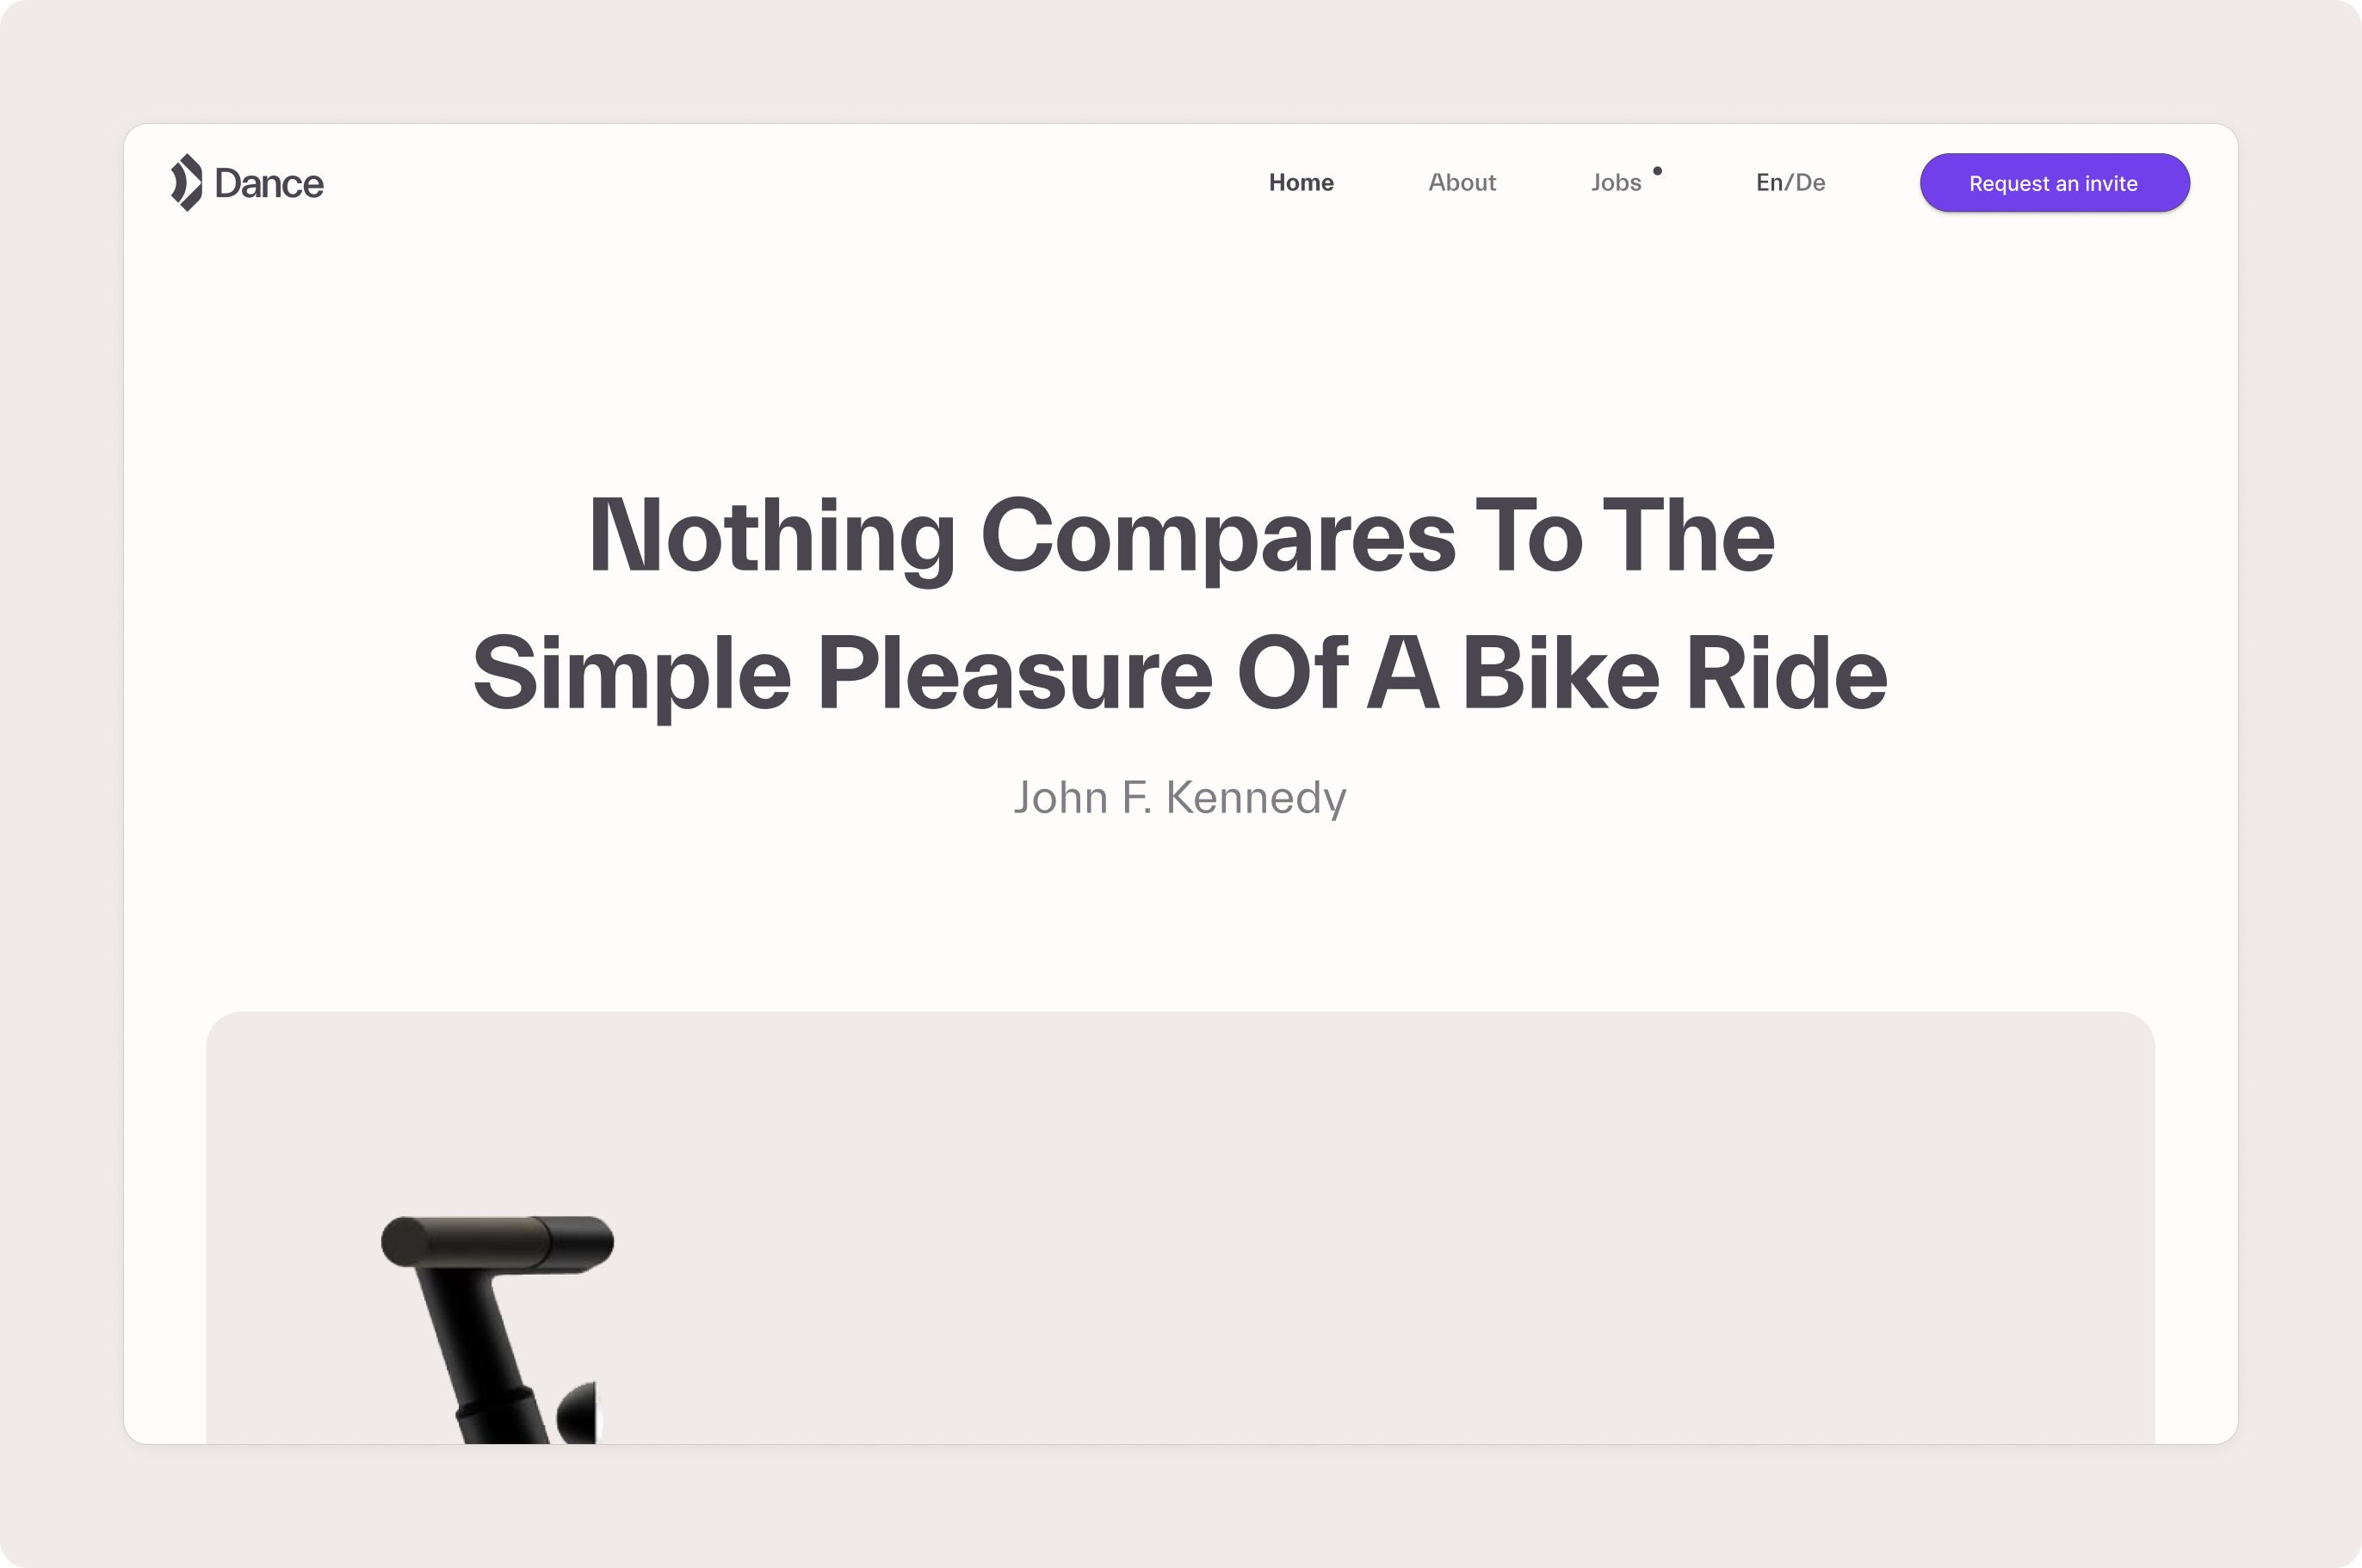 Dance
Home About Jobs En/De Request an invite
Nothing Compares To The
Simple Pleasure Of A Bike Ride
John F. Kennedy